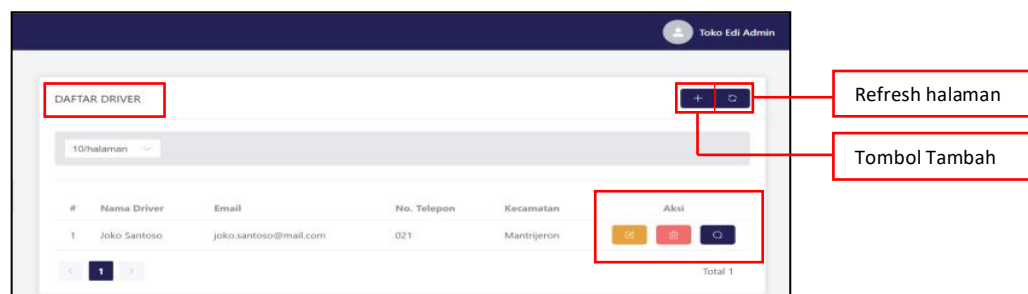 Toko Edi Admin
DAFTAR DRIVER
Refresh halaman
10/halaman
Tombol Tambah
# Nama Driver Email No. Telepon Kecamatan Aksi
1 Joko Santoso joko.santoso@mail.com 021 Mantrijeron
1 Total 1